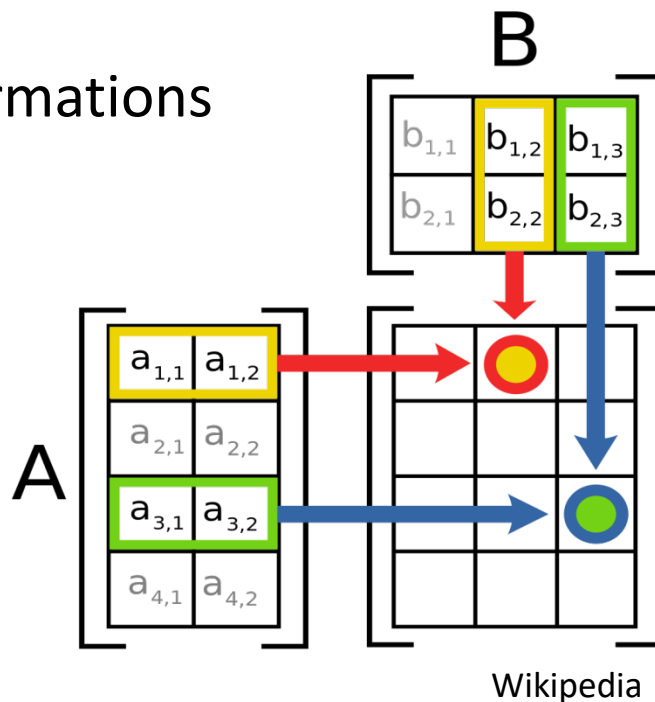 B
rmations
b1,1 b1,2 b1,3
b2,1 b2,2 b2,3
A
a1,1 a1,2
a2,1 a2,2
a3,1 a3,2
a4,1 a4,2
Wikipedia